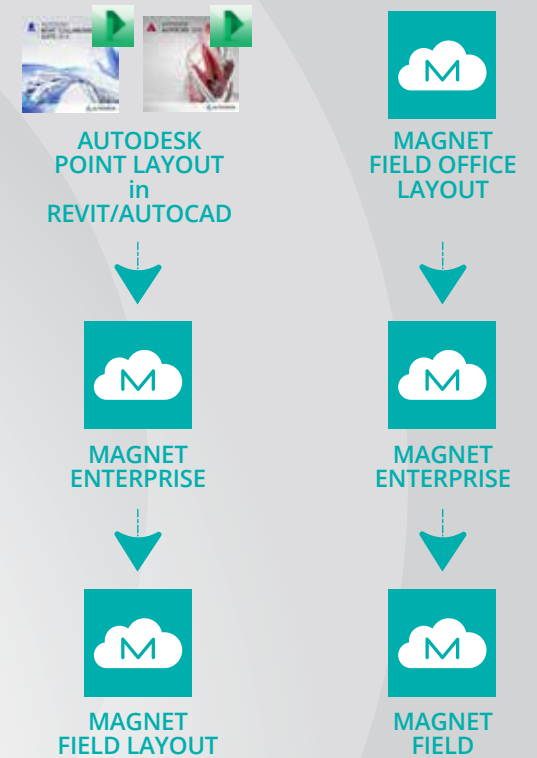 AUTODESK
POINT LAYOUT
in
REVIT/AUTOCAD
MAGNET
ENTERPRISE
MAGNET
FIELD LAYOUT
MAGNET
FIELD OFFICE
LAYOUT
MAGNET
ENTERPRISE
MAGNET
FIELD